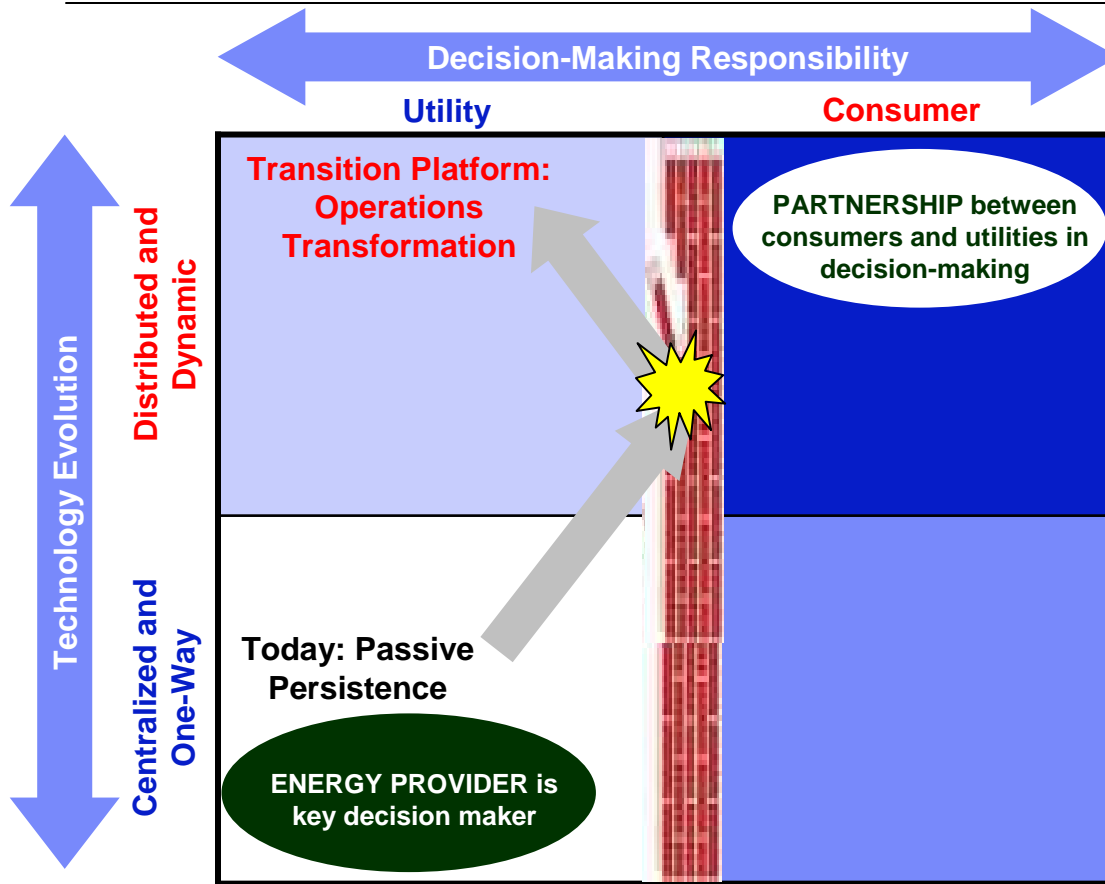 Decision-Making Responsibility
Utility
Consumer
Technology Evolution
Distributed and
Dynamic
Transition Platform:
Operations
Transformation
PARTNERSHIP between
consumers and utilities in
decision-making
Centralized and
One-Way
Today: Passive
Persistence
ENERGY PROVIDER is
key decision maker